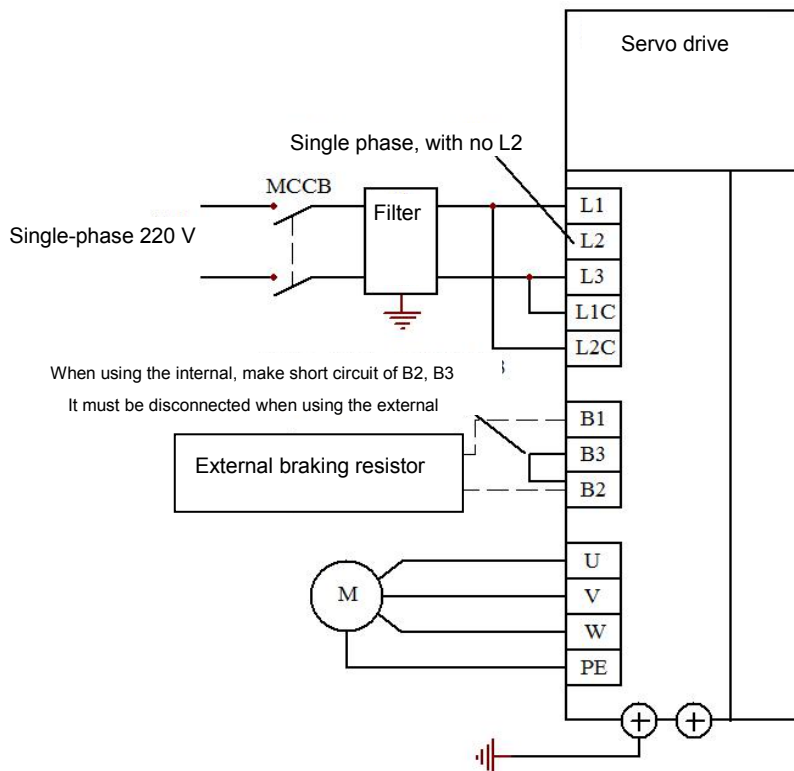 Servo drive
Single phase, with no L2
MCCB
Filter
Single-phase 220 V
L1
L2
L3
L1C
L2C
When using the internal, make short circuit of B2, B3
It must be disconnected when using the external
External braking resistor
B1
B3
B2
M
U
V
W
PE